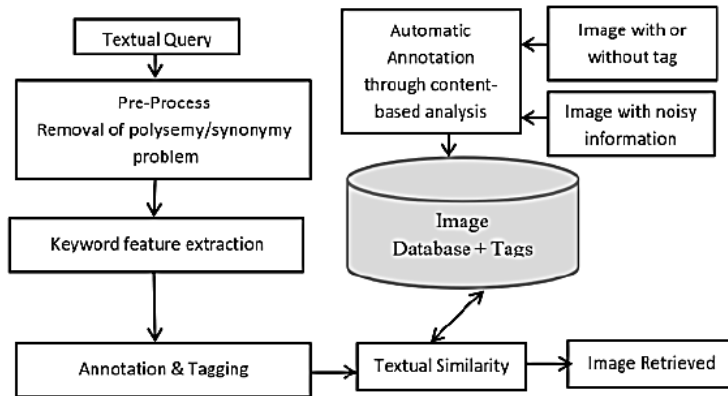 Textual Query
Pre-Process
Removal of polysemy/synonymy
problem
Keyword feature extraction
Annotation & Tagging
Automatic
Annotation
through content-
based analysis
Image with or
without tag
Image with noisy
information
Image
Database + Tags
Textual Similarity
Image Retrieved